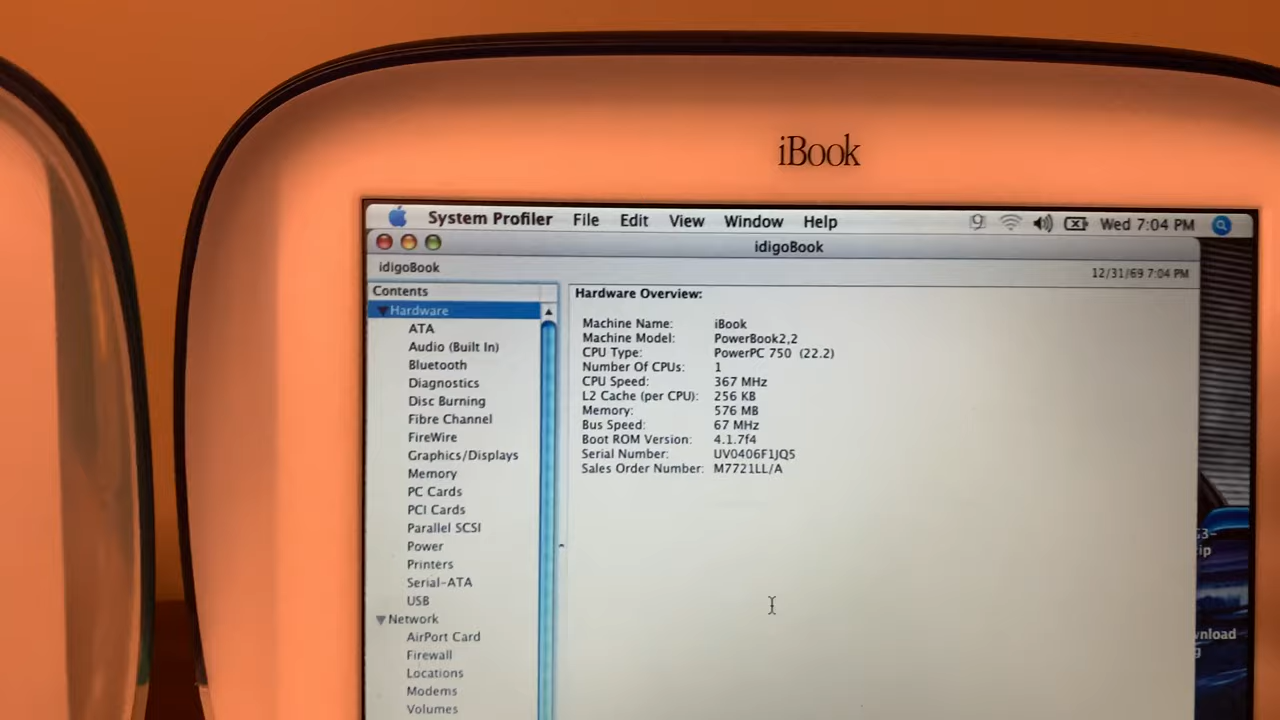 iBook
System Profiler File Edit View Window Help Wed 7:04 PM
idigoBook
idigoBook
12/31/69 7:04 PM
Contents
Hardware
ATA
Audio (Built In)
Bluetooth
Diagnostics
Disc Burning
Fibre Channel
FireWire
Graphics/Displays
Memory
PC Cards
PCI Cards
Parallel SCSI
Power
Printers
Serial-ATA
USB
Network
AirPort Card
Firewall
Locations
Modems
Volumes
Hardware Overview:
Machine Name: iBook
Machine Model: PowerBook2,2
CPU Type: PowerPC 750 (22.2)
Number Of CPUs: 1
CPU Speed: 367 MHz
L2 Cache (per CPU): 256 KB
Memory: 576 MB
Bus Speed: 67 MHz
Boot ROM Version: 4.1.7f4
Serial Number: UV0406F1JQ5
Sales Order Number: M7721LL/A